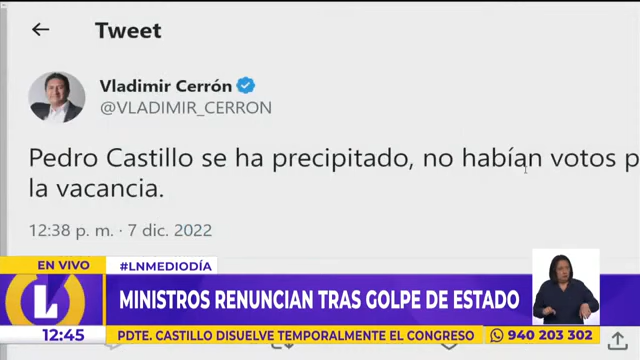 Tweet
Vladimir Cerrón
@VLADIMIR_CERRON
Pedro Castillo se ha precipitado, no habían votos p
la vacancia.
12:38 p. m. · 7 dic. 2022
EN VIVO
#LNMEDIODÍA
L
MINISTROS RENUNCIAN TRAS GOLPE DE ESTADO
12:45
PDTE. CASTILLO DISUELVE TEMPORALMENTE EL CONGRESO
940 203 302